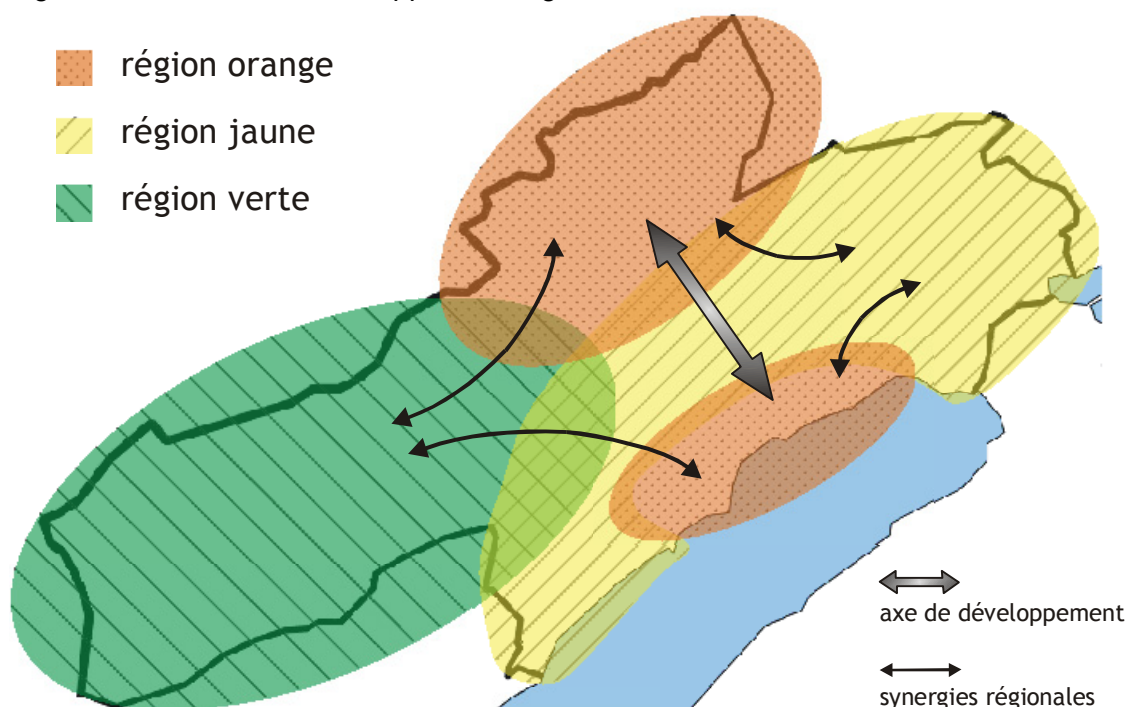 région orange
région jaune
région verte
axe de développement
synergies régionales